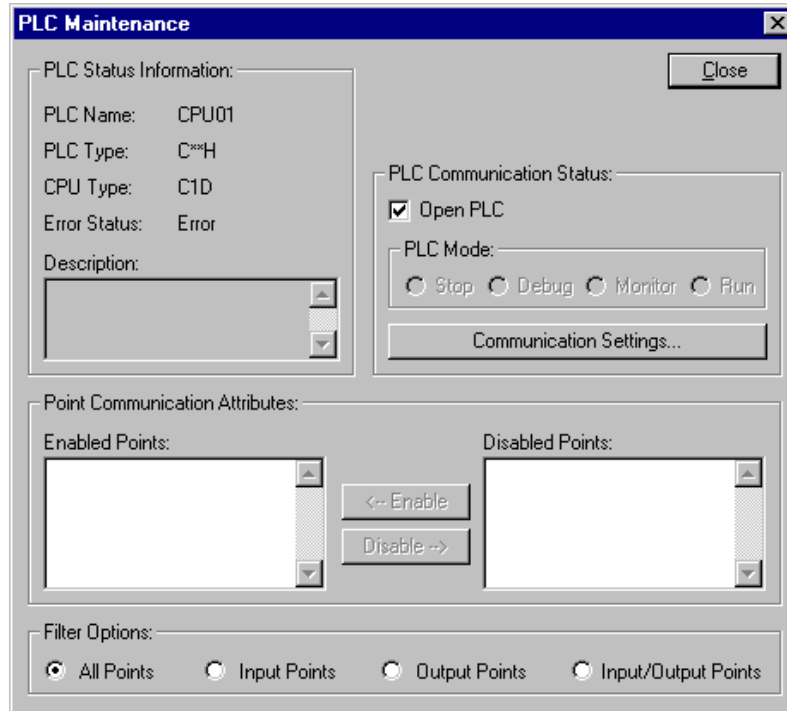 PLC Maintenance
PLC Status Information:
Close
PLC Name: CPU01
PLC Type: C**H
CPU Type: C1D
Error Status: Error
Description:
PLC Communication Status:
Open PLC
PLC Mode:
Stop Debug Monitor Run
Communication Settings...
Point Communication Attributes:
Enabled Points:
Disabled Points:
<-- Enable
Disable -->
Filter Options:
All Points Input Points Output Points Input/Output Points